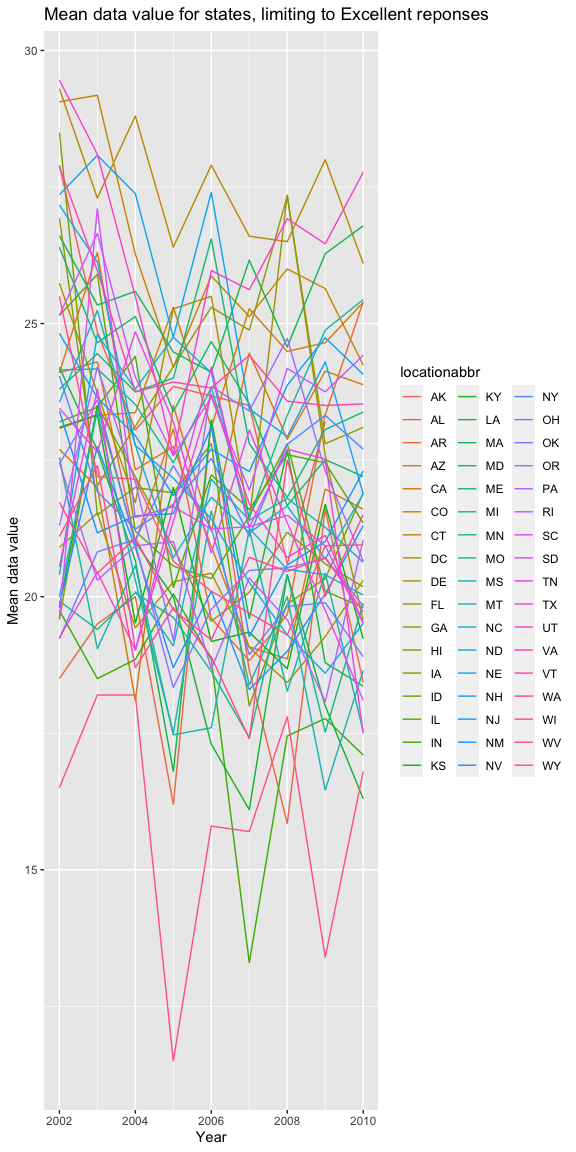 Mean data value for states, limiting to Excellent reponses
30
25
20
15
Mean data value
2002 2004 2006 2008 2010
Year
locationabbr
AK KY NY
AL LA OH
AR MA OK
AZ MD OR
CA ME PA
CO MI RI
CT MN SC
DC MO SD
DE MS TN
FL MT TX
GA NC UT
HI ND VA
IA NE VT
ID NH WA
IL NJ WI
IN NM WV
KS NV WY